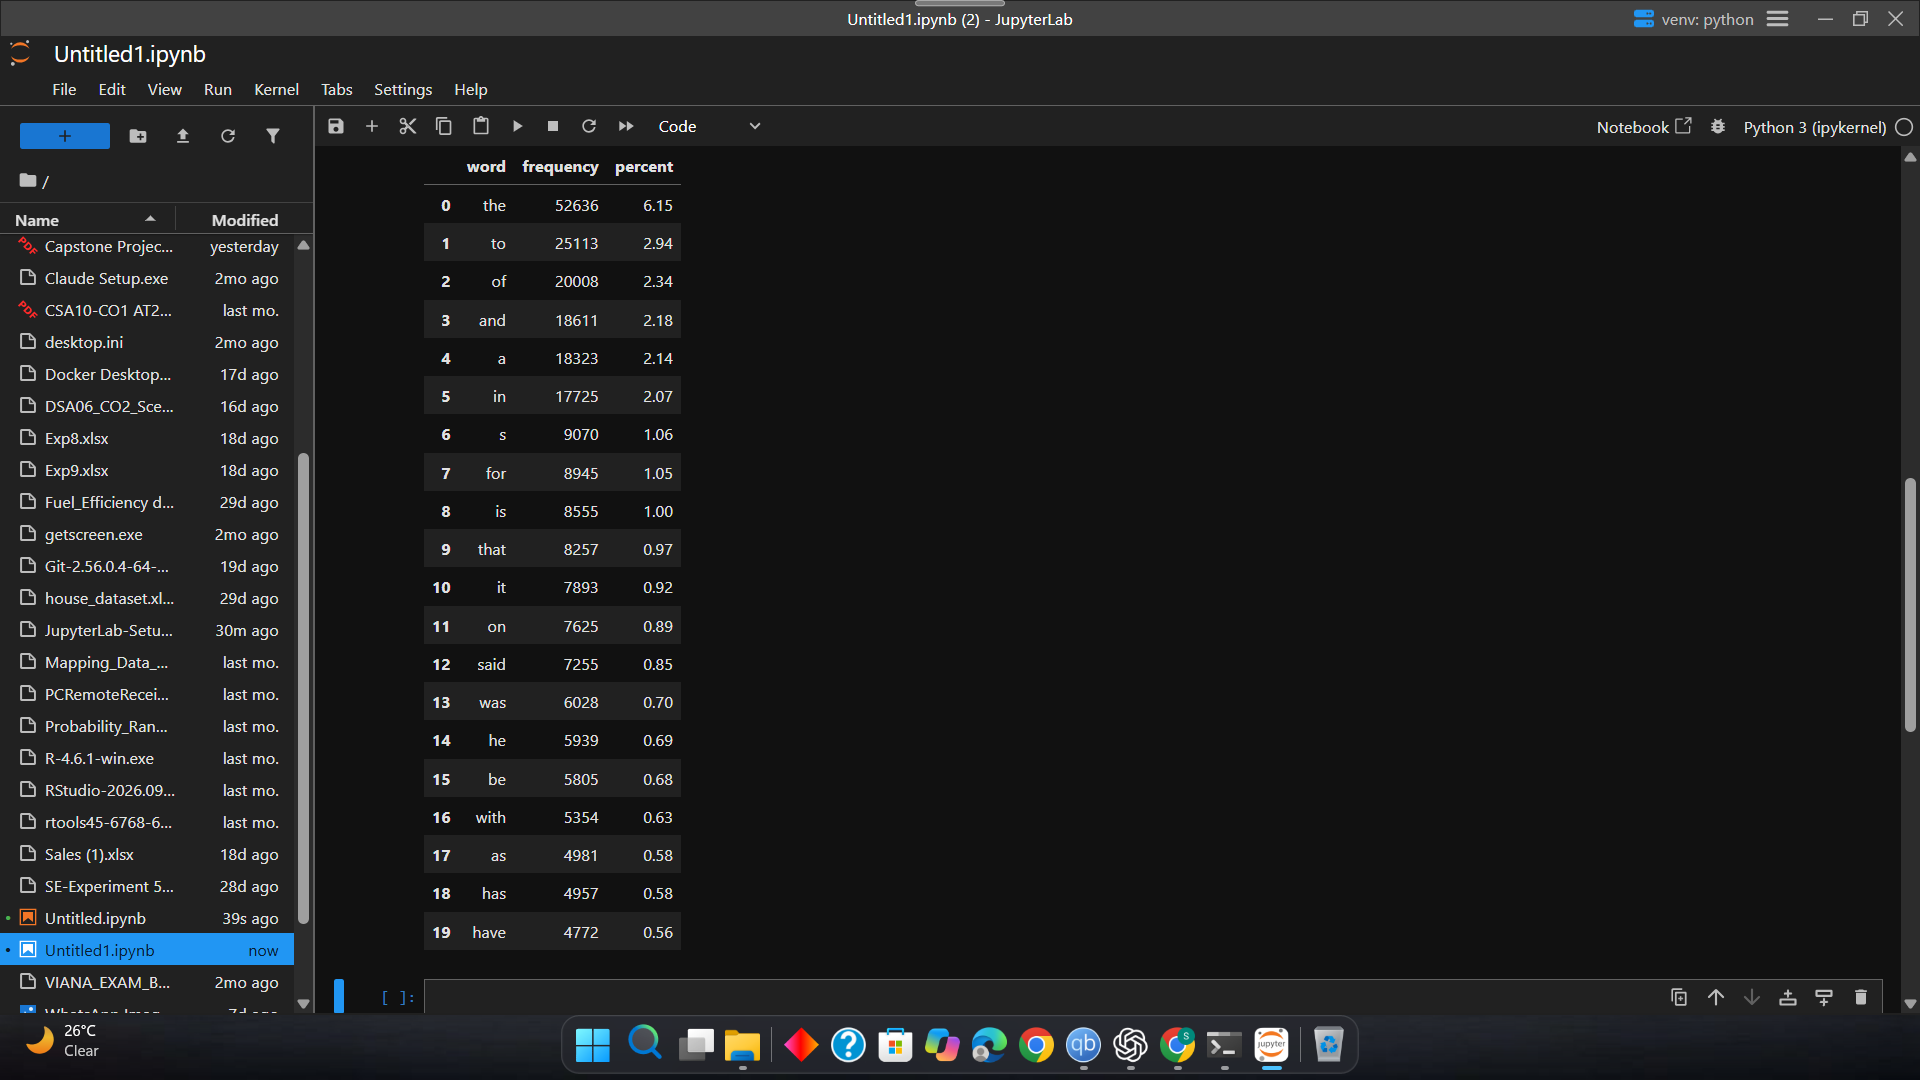 Untitled1.ipynb (2) - JupyterLab
venv: python
Untitled1.ipynb
File Edit View Run Kernel Tabs Settings Help
Code
Notebook
Python 3 (ipykernel)
/
Name Modified
Capstone Projec... yesterday
Claude Setup.exe 2mo ago
CSA10-CO1 AT2... last mo.
desktop.ini 2mo ago
Docker Desktop... 17d ago
DSA06_CO2_Sce... 16d ago
Exp8.xlsx 18d ago
Exp9.xlsx 18d ago
Fuel_Efficiency d... 29d ago
getscreen.exe 2mo ago
Git-2.56.0.4-64-... 19d ago
house_dataset.xl... 29d ago
JupyterLab-Setu... 30m ago
Mapping_Data_... last mo.
PCRemoteRecei... last mo.
Probability_Ran... last mo.
R-4.6.1-win.exe last mo.
RStudio-2026.09... last mo.
rtools45-6768-6... last mo.
Sales (1).xlsx 18d ago
SE-Experiment 5... 28d ago
Untitled.ipynb 39s ago
Untitled1.ipynb now
VIANA_EXAM_B... 2mo ago
WhatsApp Imag... 7d ago
word frequency percent
0 the 52636 6.15
1 to 25113 2.94
2 of 20008 2.34
3 and 18611 2.18
4 a 18323 2.14
5 in 17725 2.07
6 s 9070 1.06
7 for 8945 1.05
8 is 8555 1.00
9 that 8257 0.97
10 it 7893 0.92
11 on 7625 0.89
12 said 7255 0.85
13 was 6028 0.70
14 he 5939 0.69
15 be 5805 0.68
16 with 5354 0.63
17 as 4981 0.58
18 has 4957 0.58
19 have 4772 0.56
[ ]:
26°C
Clear
qb
S
jupyter